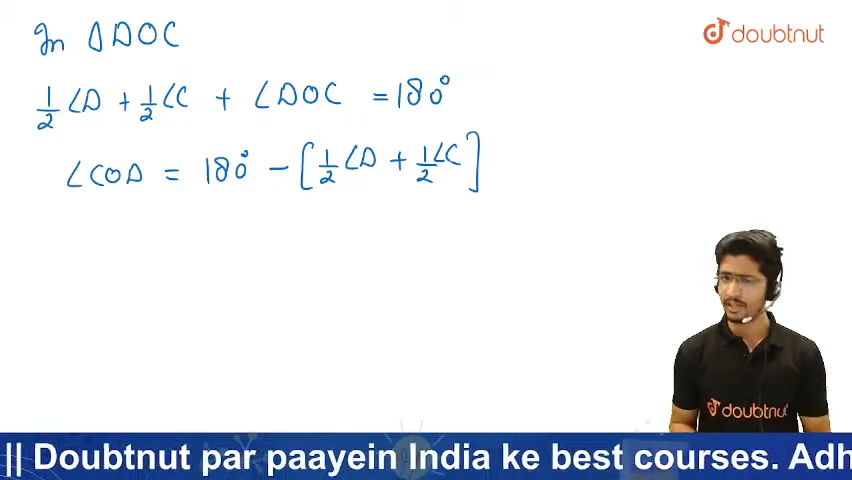 In ΔDOC
doubtnut
1/2 ∠D + 1/2 ∠C + ∠DOC = 180°
∠COD = 180° - [1/2 ∠D + 1/2 ∠C]
doubtnut
|| Doubtnut par paayein India ke best courses. Adh